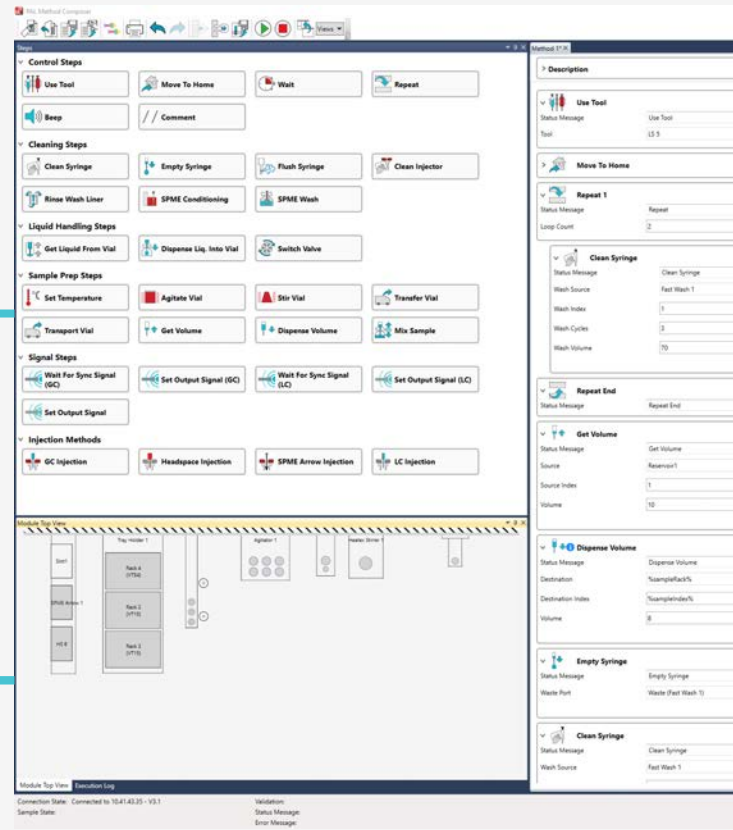 PAL Method Composer
Views
Steps
Control Steps
Use Tool
Move To Home
Wait
Repeat
Beep
// Comment
Cleaning Steps
Clean Syringe
Empty Syringe
Flush Syringe
Clean Injector
Rinse Wash Liner
SPME Conditioning
SPME Wash
Liquid Handling Steps
Get Liquid From Vial
Dispense Liq. Into Vial
Switch Valve
Sample Prep Steps
°C Set Temperature
Agitate Vial
Stir Vial
Transfer Vial
Transport Vial
Get Volume
Dispense Volume
Mix Sample
Signal Steps
Wait For Sync Signal
(GC)
Set Output Signal (GC)
Wait For Sync Signal
(LC)
Set Output Signal (LC)
Set Output Signal
Injection Methods
GC Injection
Headspace Injection
SPME Arrow Injection
LC Injection
Module Top View
Tray Holder 1
Agitator 1
Heatex Stirrer 1
Slot1
SPME Arrow 1
HS 6
Rack 4
(VT54)
Rack 2
(VT15)
Rack 3
(VT15)
Module Top View
Execution Log
Connection State: Connected to 10.41.43.35 - V3.1
Sample State:
Validation:
Status Message:
Error Message:
Method 1*
Description
Use Tool
Status Message Use Tool
Tool LS 5
Move To Home
Repeat 1
Status Message Repeat
Loop Count 2
Clean Syringe
Status Message Clean Syringe
Wash Source Fast Wash 1
Wash Index 1
Wash Cycles 3
Wash Volume 70
Repeat End
Status Message Repeat End
Get Volume
Status Message Get Volume
Source Reservoir1
Source Index 1
Volume 10
Dispense Volume
Status Message Dispense Volume
Destination %sampleRack%
Destination Index %sampleIndex%
Volume 8
Empty Syringe
Status Message Empty Syringe
Waste Port Waste (Fast Wash 1)
Clean Syringe
Status Message Clean Syringe
Wash Source Fast Wash 1